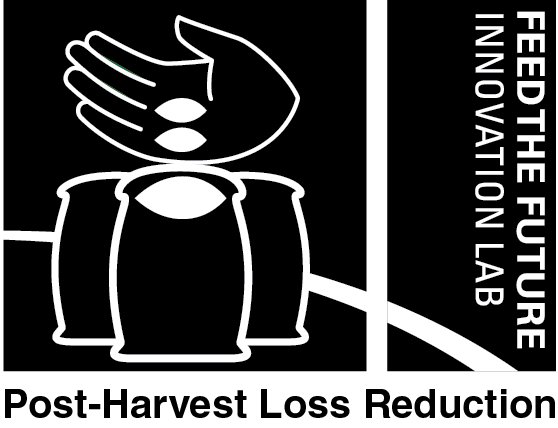 FEED THE FUTURE
INNOVATION LAB
Post-Harvest Loss Reduction